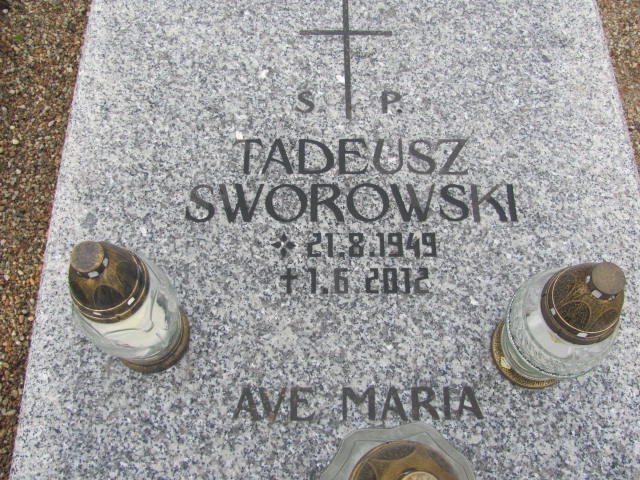 S. P.
TADEUSZ
SWOROWSKI
21.8.1949
1.6 2012
AVE MARIA